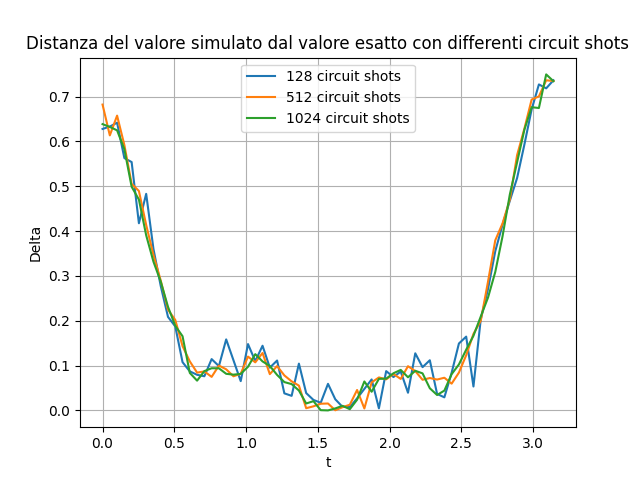 Distanza del valore simulato dal valore esatto con differenti circuit shots
128 circuit shots
512 circuit shots
1024 circuit shots
Delta
0.7
0.6
0.5
0.4
0.3
0.2
0.1
0.0
0.0 0.5 1.0 1.5 2.0 2.5 3.0
t